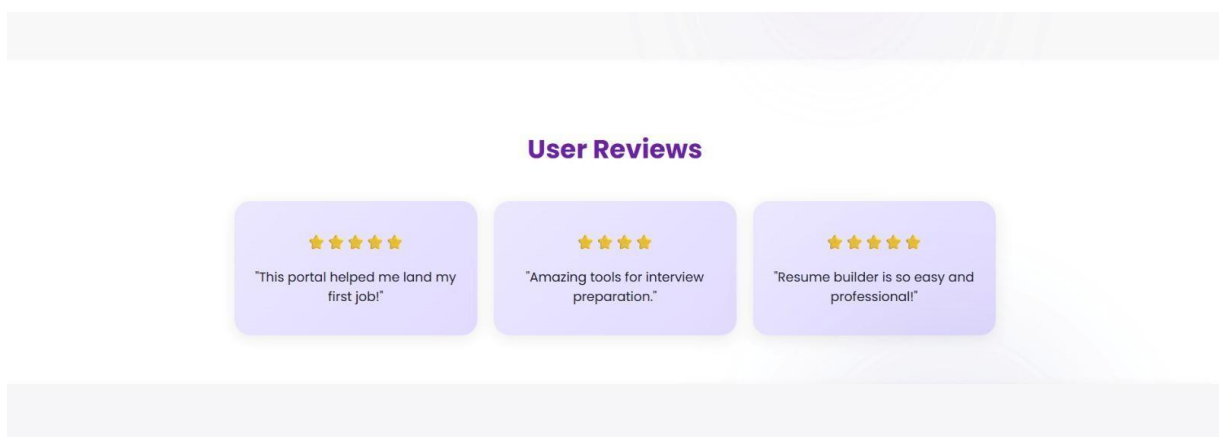 User Reviews
"This portal helped me land my
first job!"
"Amazing tools for interview
preparation."
"Resume builder is so easy and
professional!"